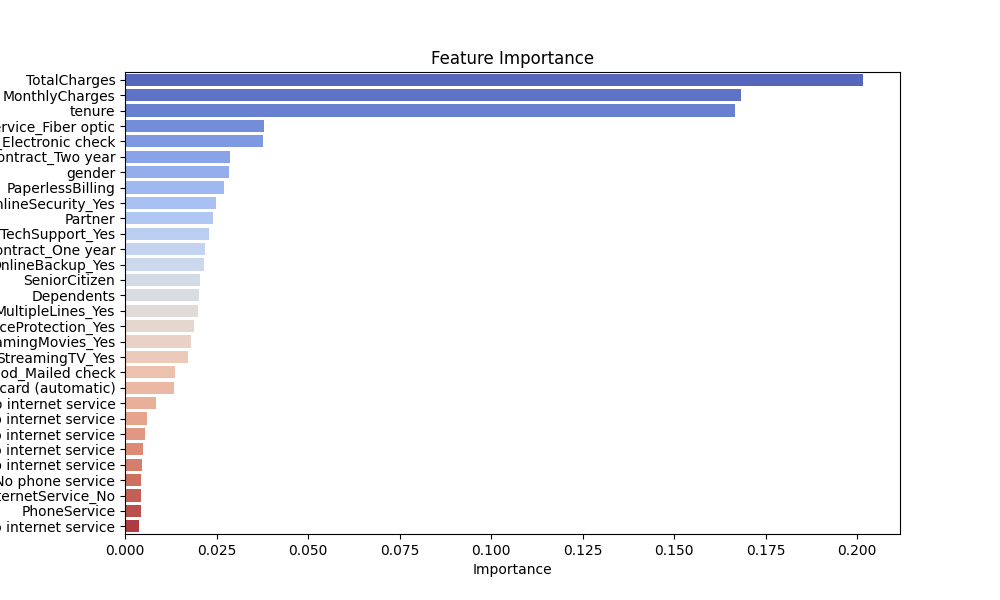 Feature Importance
TotalCharges
MonthlyCharges
tenure
ervice_Fiber optic
_Electronic check
ontract_Two year
gender
PaperlessBilling
nlineSecurity_Yes
Partner
TechSupport_Yes
ontract_One year
OnlineBackup_Yes
SeniorCitizen
Dependents
MultipleLines_Yes
ceProtection_Yes
amingMovies_Yes
StreamingTV_Yes
od_Mailed check
card (automatic)
o internet service
o internet service
o internet service
o internet service
o internet service
No phone service
ternetService_No
PhoneService
o internet service
0.000 0.025 0.050 0.075 0.100 0.125 0.150 0.175 0.200
Importance